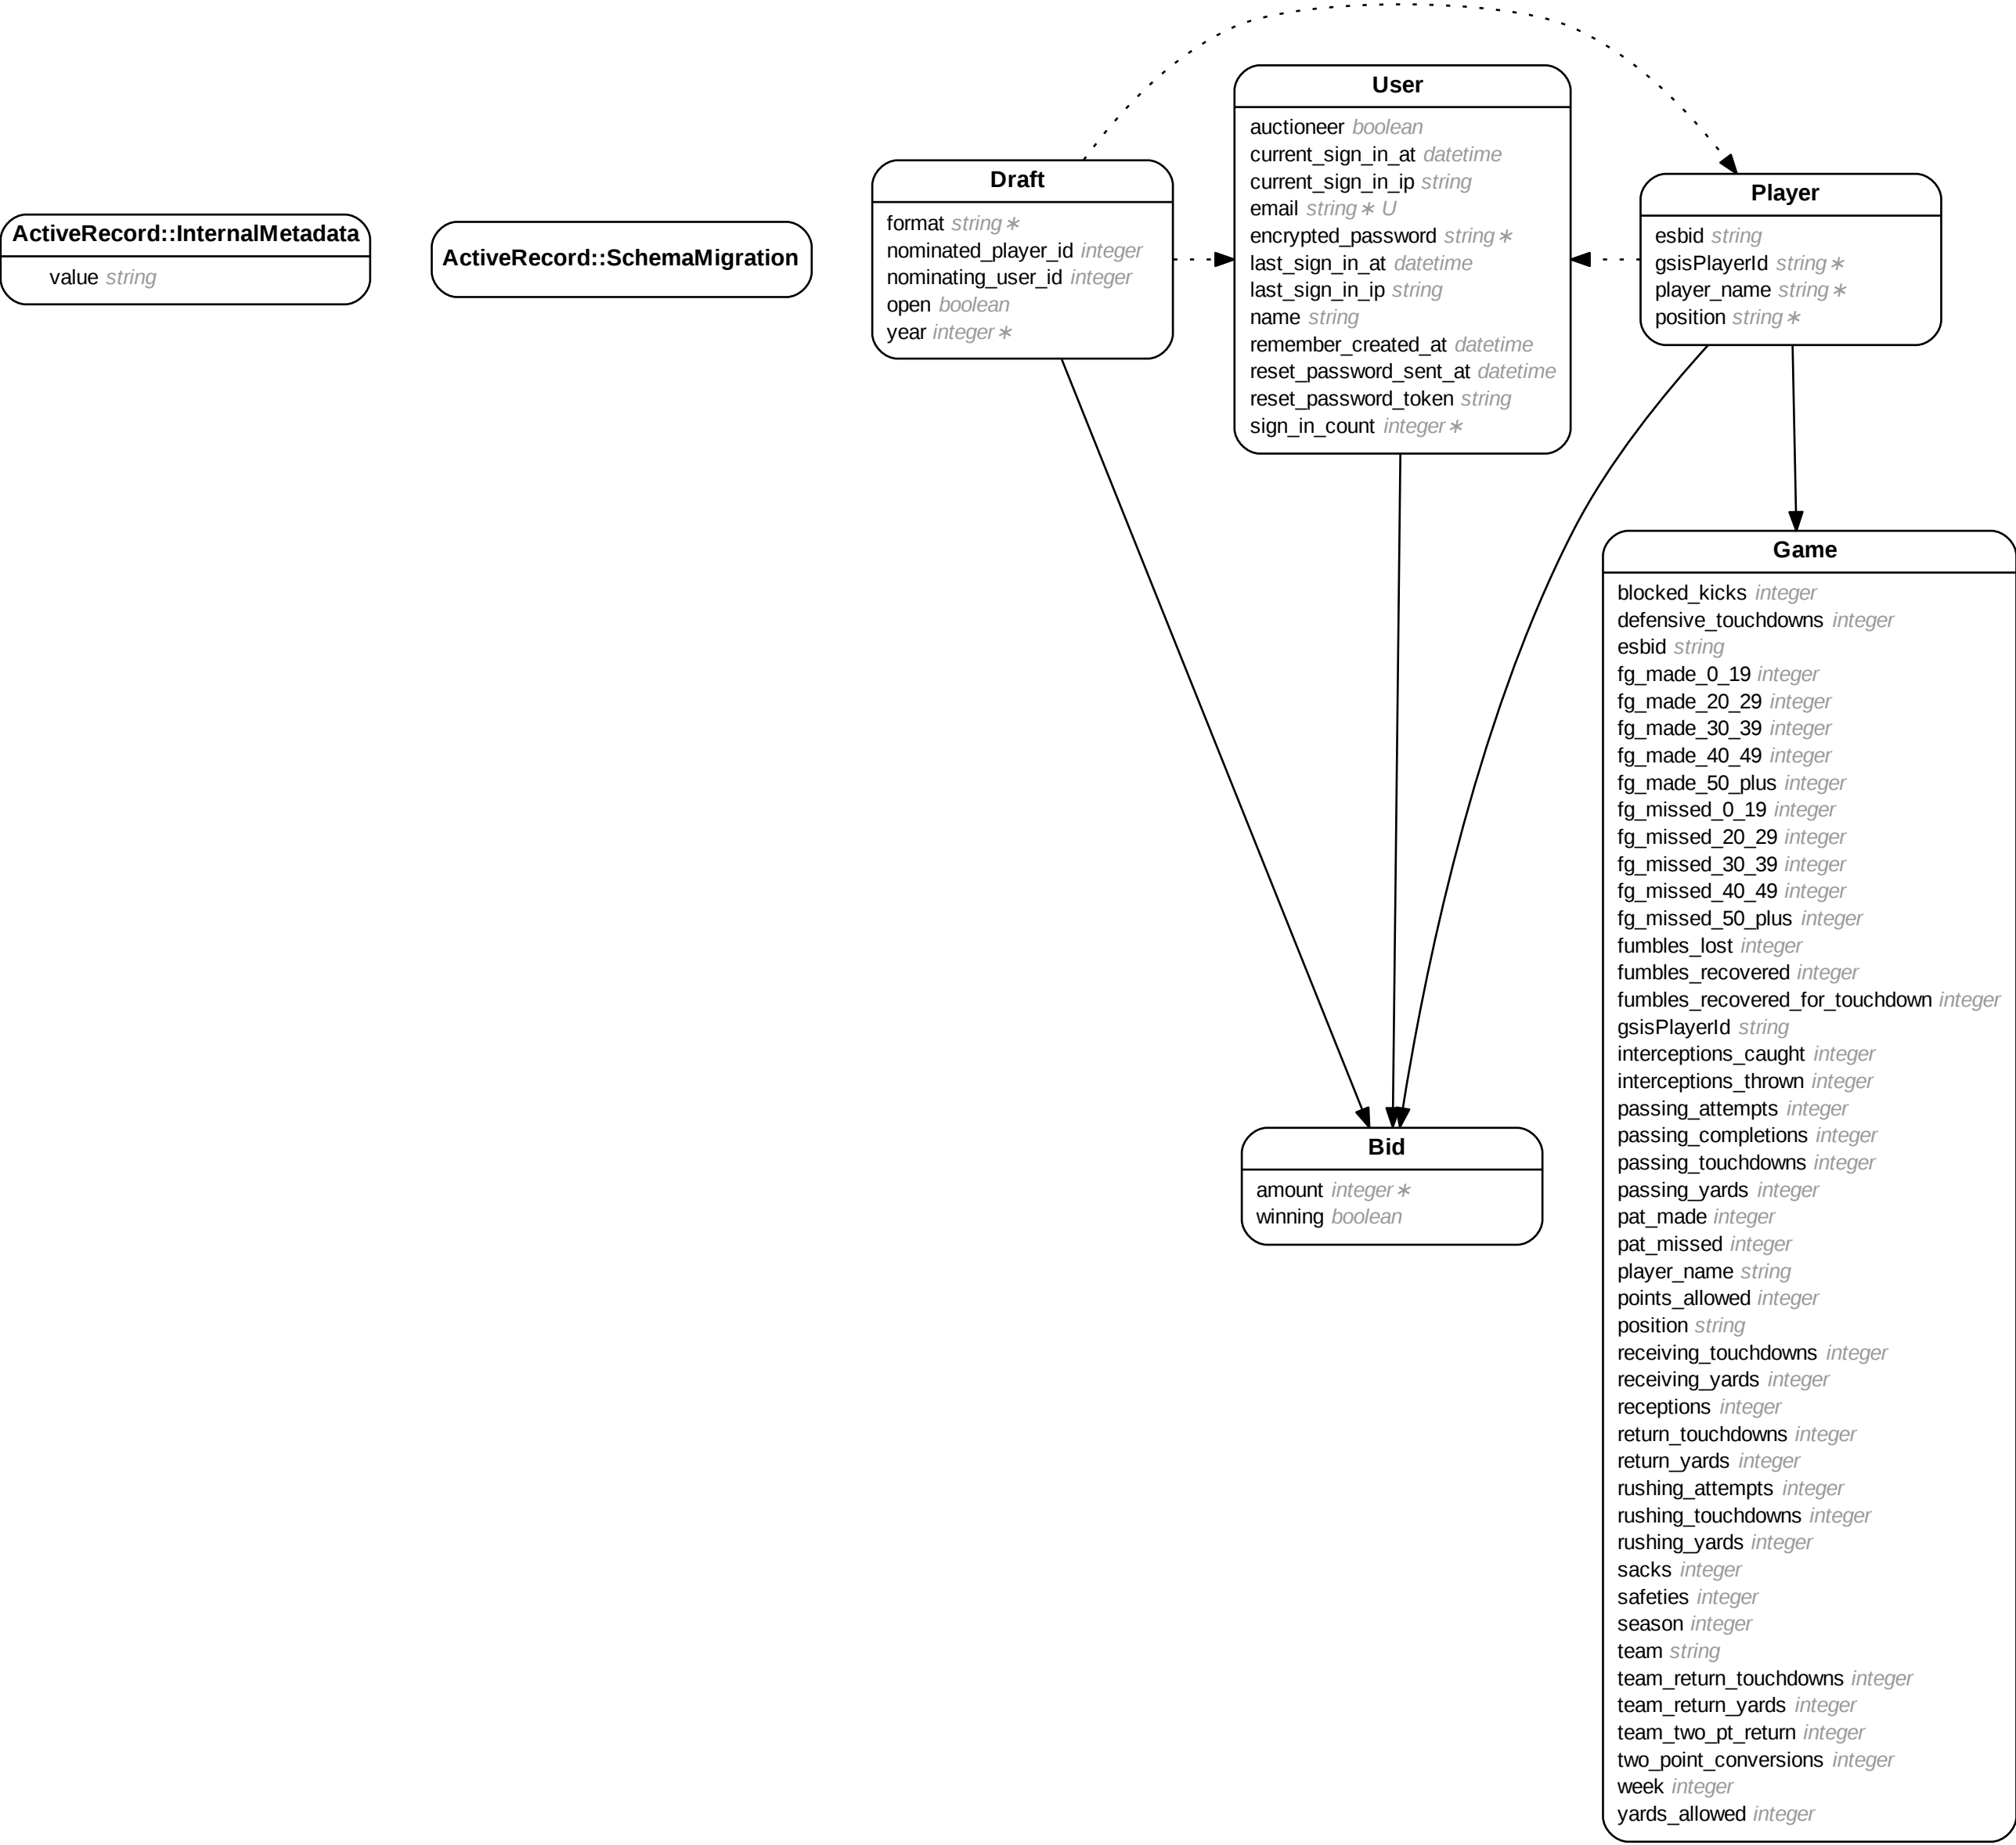 ActiveRecord::InternalMetadata
value string
ActiveRecord::SchemaMigration
Draft
format string∗
nominated_player_id integer
nominating_user_id integer
open boolean
year integer∗
User
auctioneer boolean
current_sign_in_at datetime
current_sign_in_ip string
email string∗ U
encrypted_password string∗
last_sign_in_at datetime
last_sign_in_ip string
name string
remember_created_at datetime
reset_password_sent_at datetime
reset_password_token string
sign_in_count integer∗
Player
esbid string
gsisPlayerId string∗
player_name string∗
position string∗
Game
blocked_kicks integer
defensive_touchdowns integer
esbid string
fg_made_0_19 integer
fg_made_20_29 integer
fg_made_30_39 integer
fg_made_40_49 integer
fg_made_50_plus integer
fg_missed_0_19 integer
fg_missed_20_29 integer
fg_missed_30_39 integer
fg_missed_40_49 integer
fg_missed_50_plus integer
fumbles_lost integer
fumbles_recovered integer
fumbles_recovered_for_touchdown integer
gsisPlayerId string
interceptions_caught integer
interceptions_thrown integer
passing_attempts integer
passing_completions integer
passing_touchdowns integer
passing_yards integer
pat_made integer
pat_missed integer
player_name string
points_allowed integer
position string
receiving_touchdowns integer
receiving_yards integer
receptions integer
return_touchdowns integer
return_yards integer
rushing_attempts integer
rushing_touchdowns integer
rushing_yards integer
sacks integer
safeties integer
season integer
team string
team_return_touchdowns integer
team_return_yards integer
team_two_pt_return integer
two_point_conversions integer
week integer
yards_allowed integer
Bid
amount integer∗
winning boolean